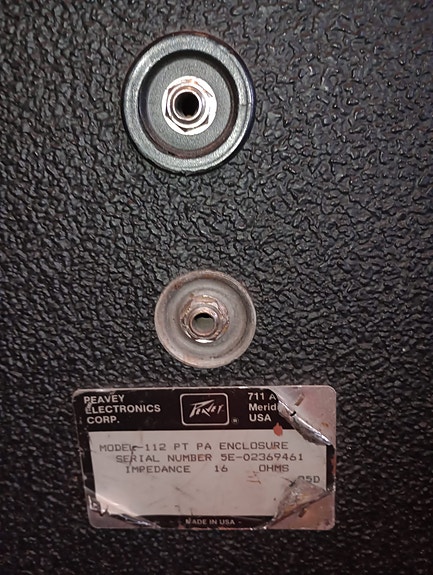 PEAVEY
ELECTRONICS
CORP.
PEAVEY
®
711 A
Merid
USA
MODEL-112 PT PA ENCLOSURE
SERIAL NUMBER 5E-02369461
IMPEDANCE 16 OHMS
05D
MADE IN USA